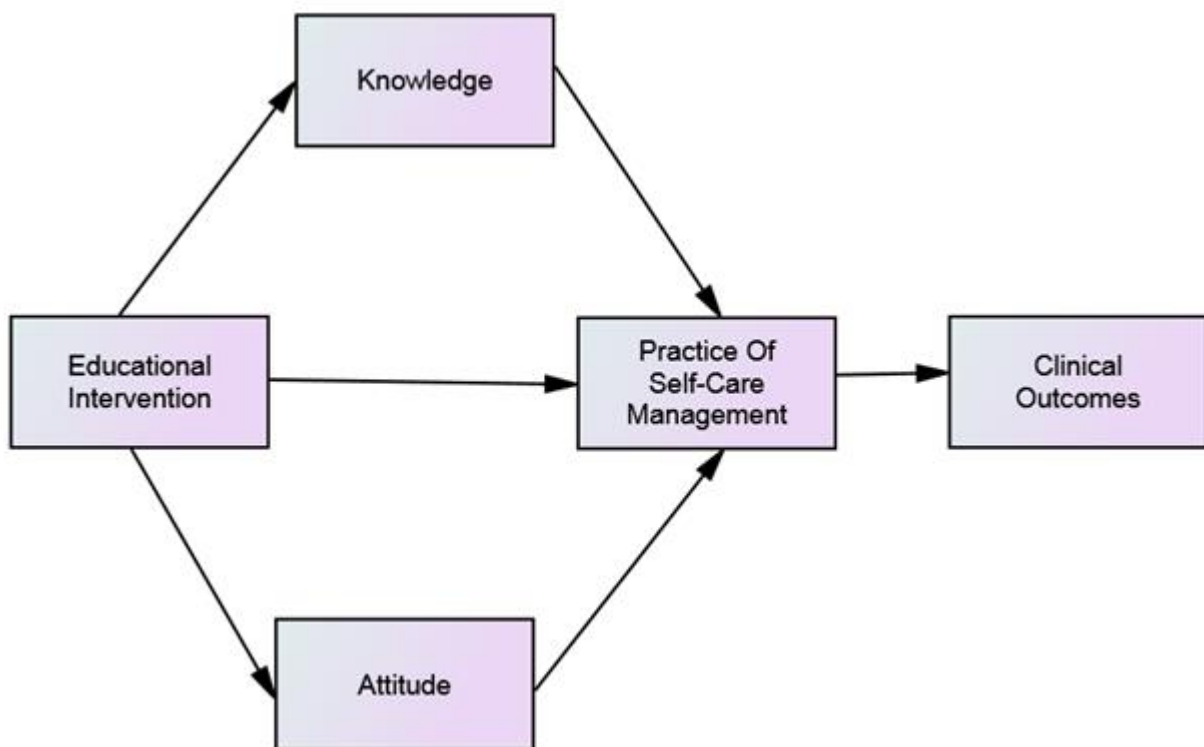 Knowledge
Educational
Intervention
Practice Of
Self-Care
Management
Clinical
Outcomes
Attitude